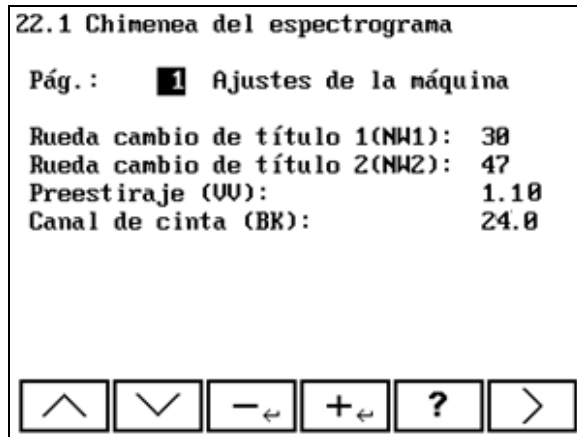 22.1 Chimenea del espectrograma
Pág.: 1 Ajustes de la máquina
Rueda cambio de título 1(NW1): 30
Rueda cambio de título 2(NW2): 47
Preestiraje (VV): 1.10
Canal de cinta (BK): 24.0
-↵ +↵ ? >